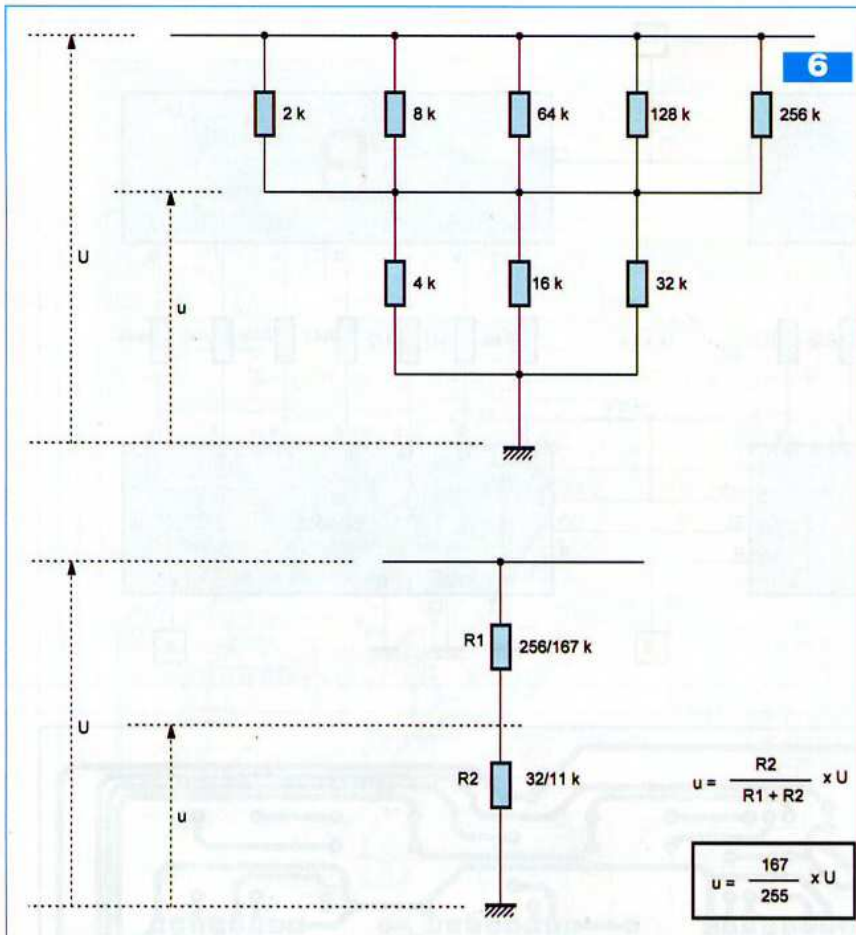 6
2 k 8 k 64 k 128 k 256 k
U
u
4 k 16 k 32 k
R1 256/167 k
U
R2 32/11 k
u
u = R2 / R1 + R2 x U
u = 167 / 255 x U